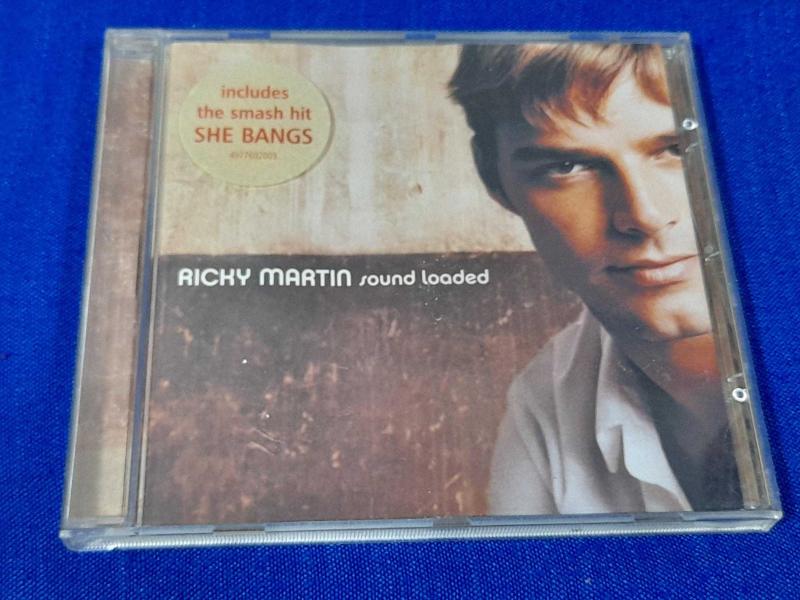 includes
the smash hit
SHE BANGS
4977692003
RICKY MARTIN sound loaded